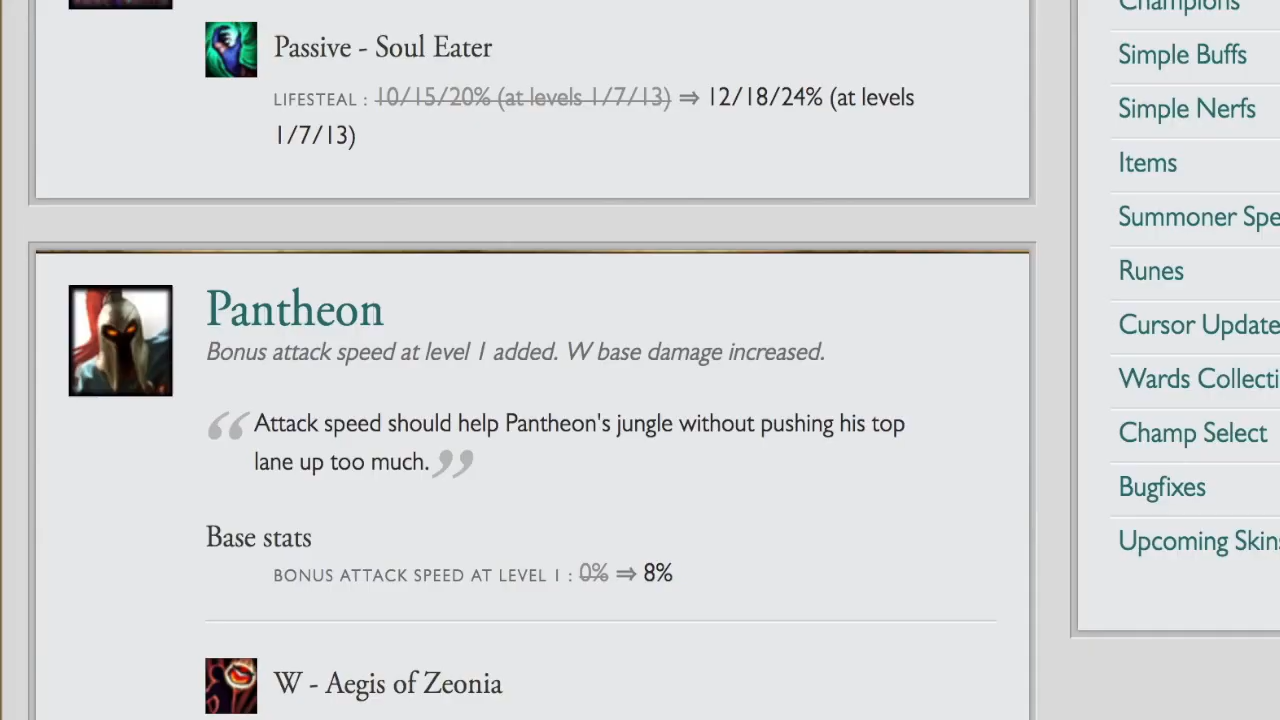 Passive - Soul Eater
LIFESTEAL : 10/15/20% (at levels 1/7/13) ⇒ 12/18/24% (at levels
1/7/13)
Pantheon
Bonus attack speed at level 1 added. W base damage increased.
“ Attack speed should help Pantheon's jungle without pushing his top
lane up too much. ”
Base stats
BONUS ATTACK SPEED AT LEVEL 1 : 0% ⇒ 8%
W - Aegis of Zeonia
Champions
Simple Buffs
Simple Nerfs
Items
Summoner Spe
Runes
Cursor Update
Wards Collecti
Champ Select
Bugfixes
Upcoming Skins